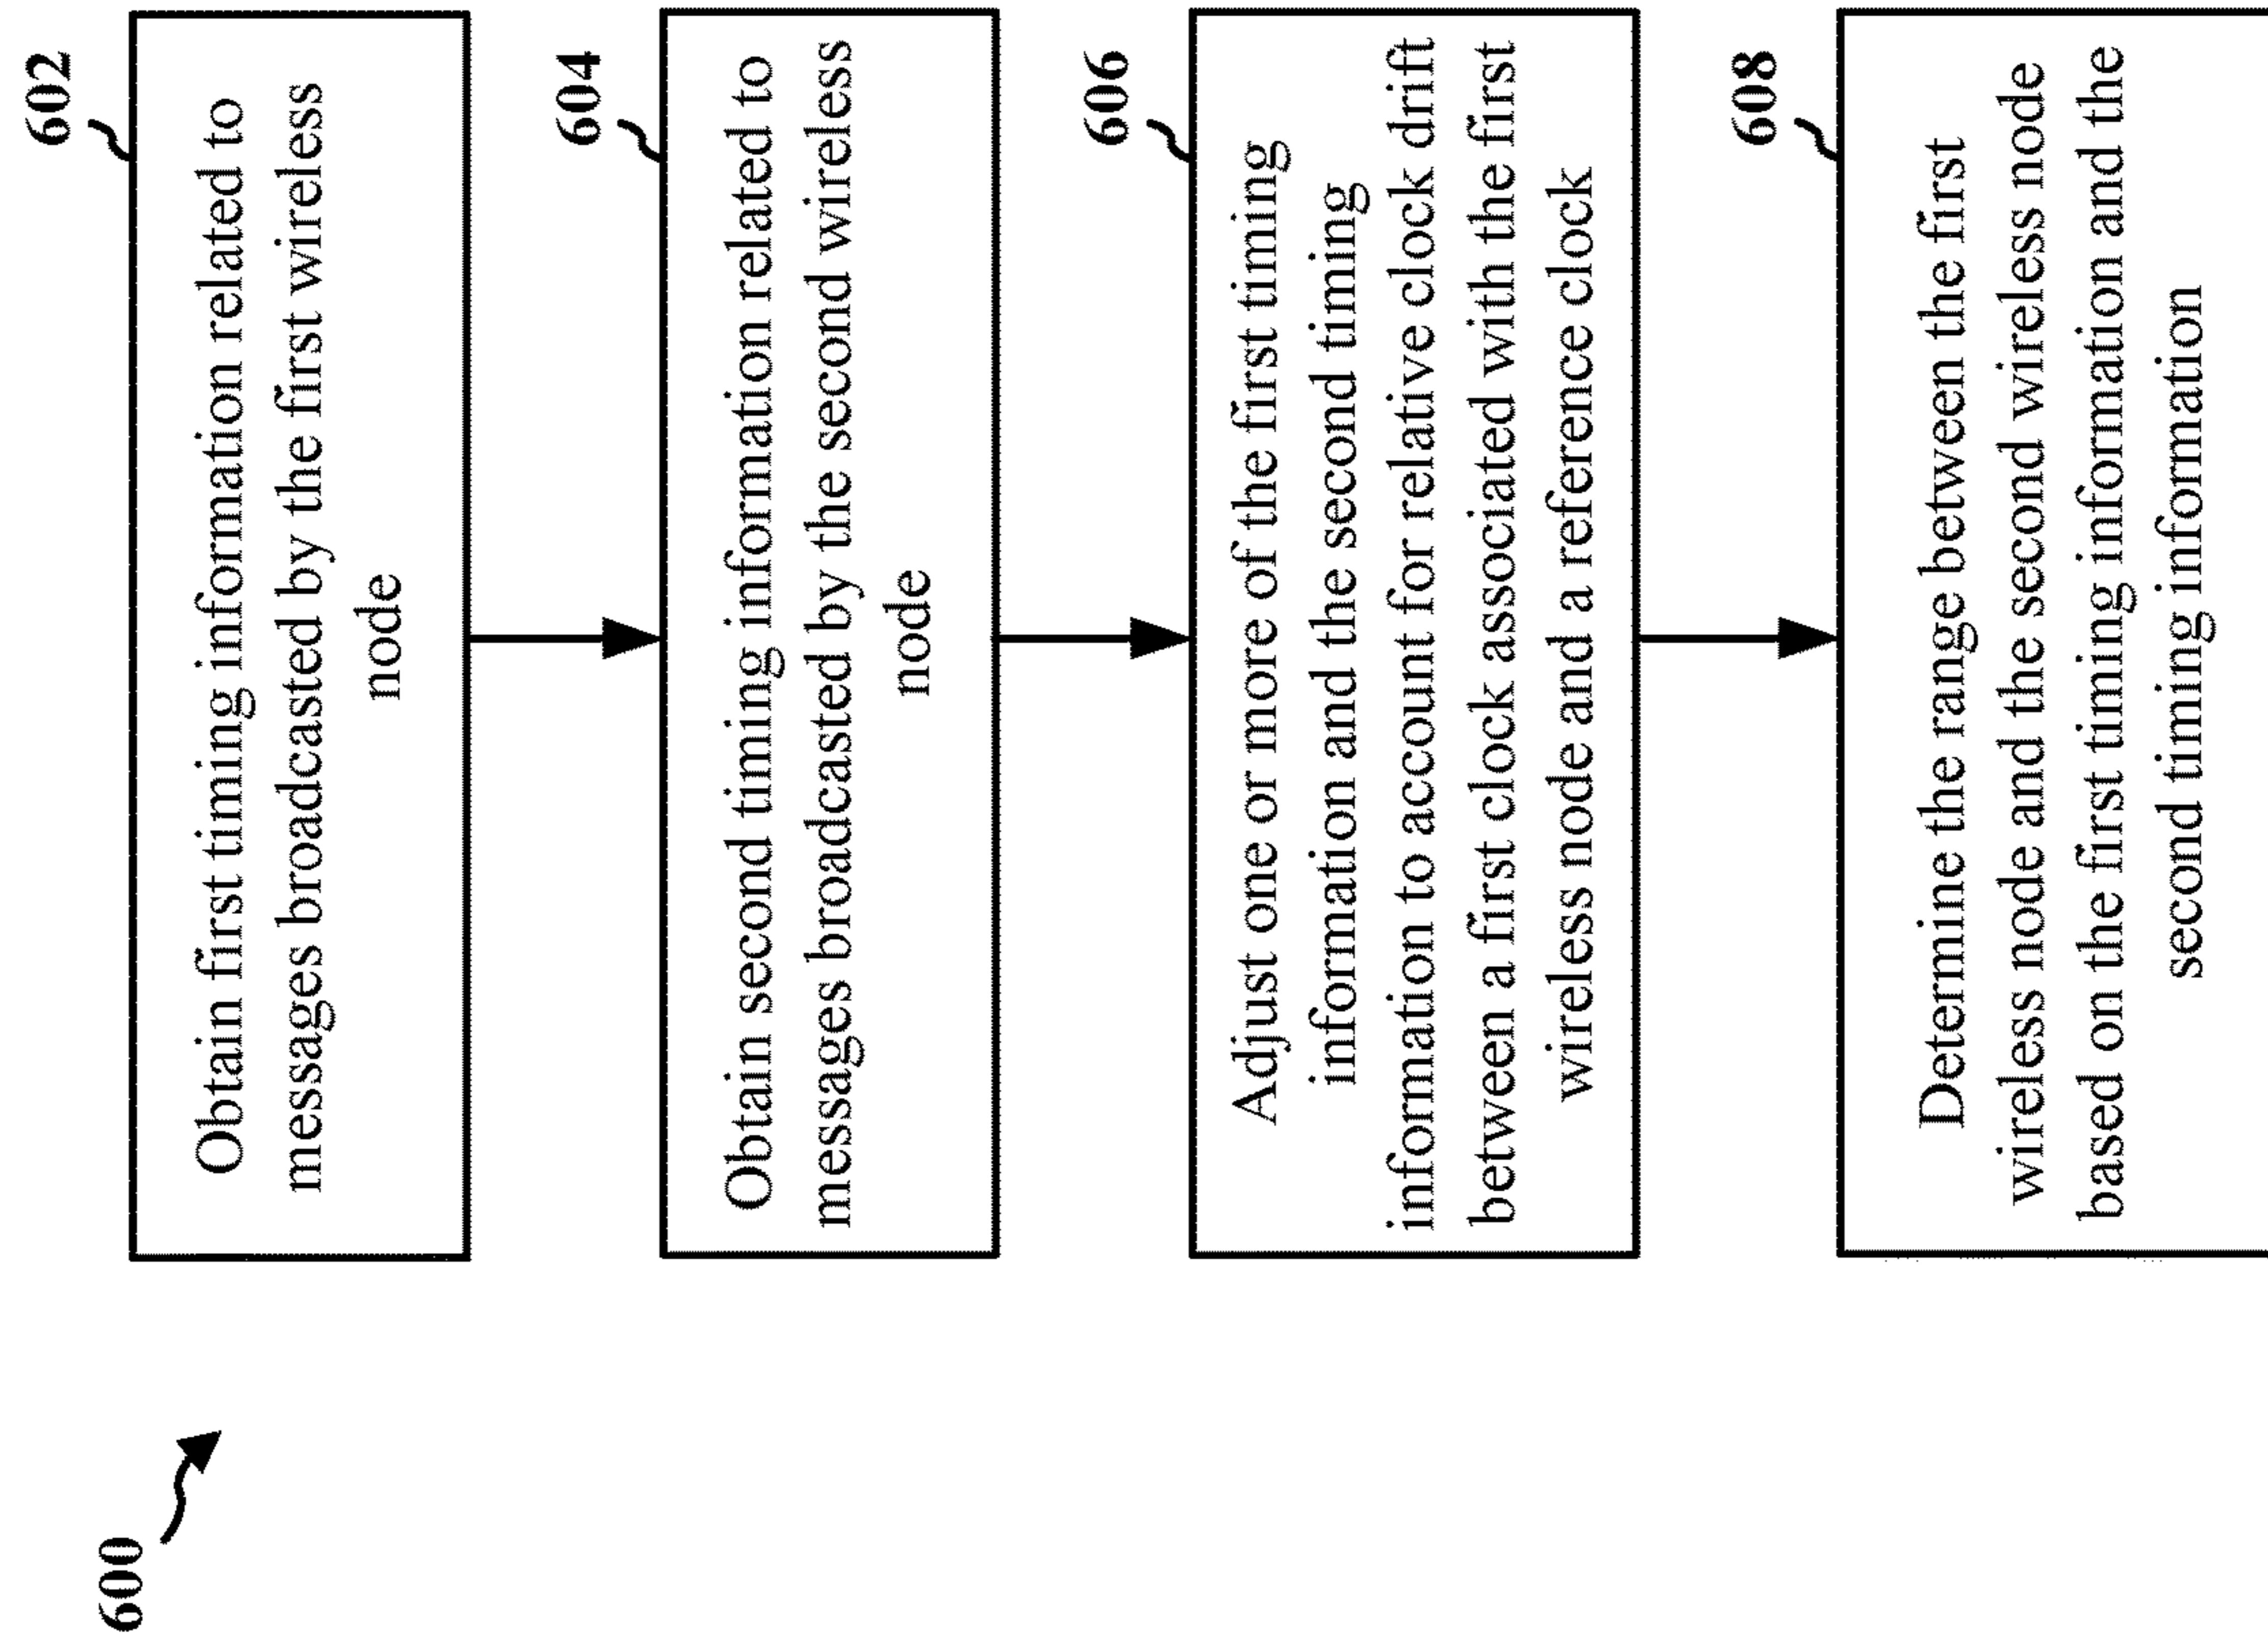 600
602
Obtain first timing information related to
messages broadcasted by the first wireless
node
604
Obtain second timing information related to
messages broadcasted by the second wireless
node
606
Adjust one or more of the first timing
information and the second timing
information to account for relative clock drift
between a first clock associated with the first
wireless node and a reference clock
608
Determine the range between the first
wireless node and the second wireless node
based on the first timing information and the
second timing information